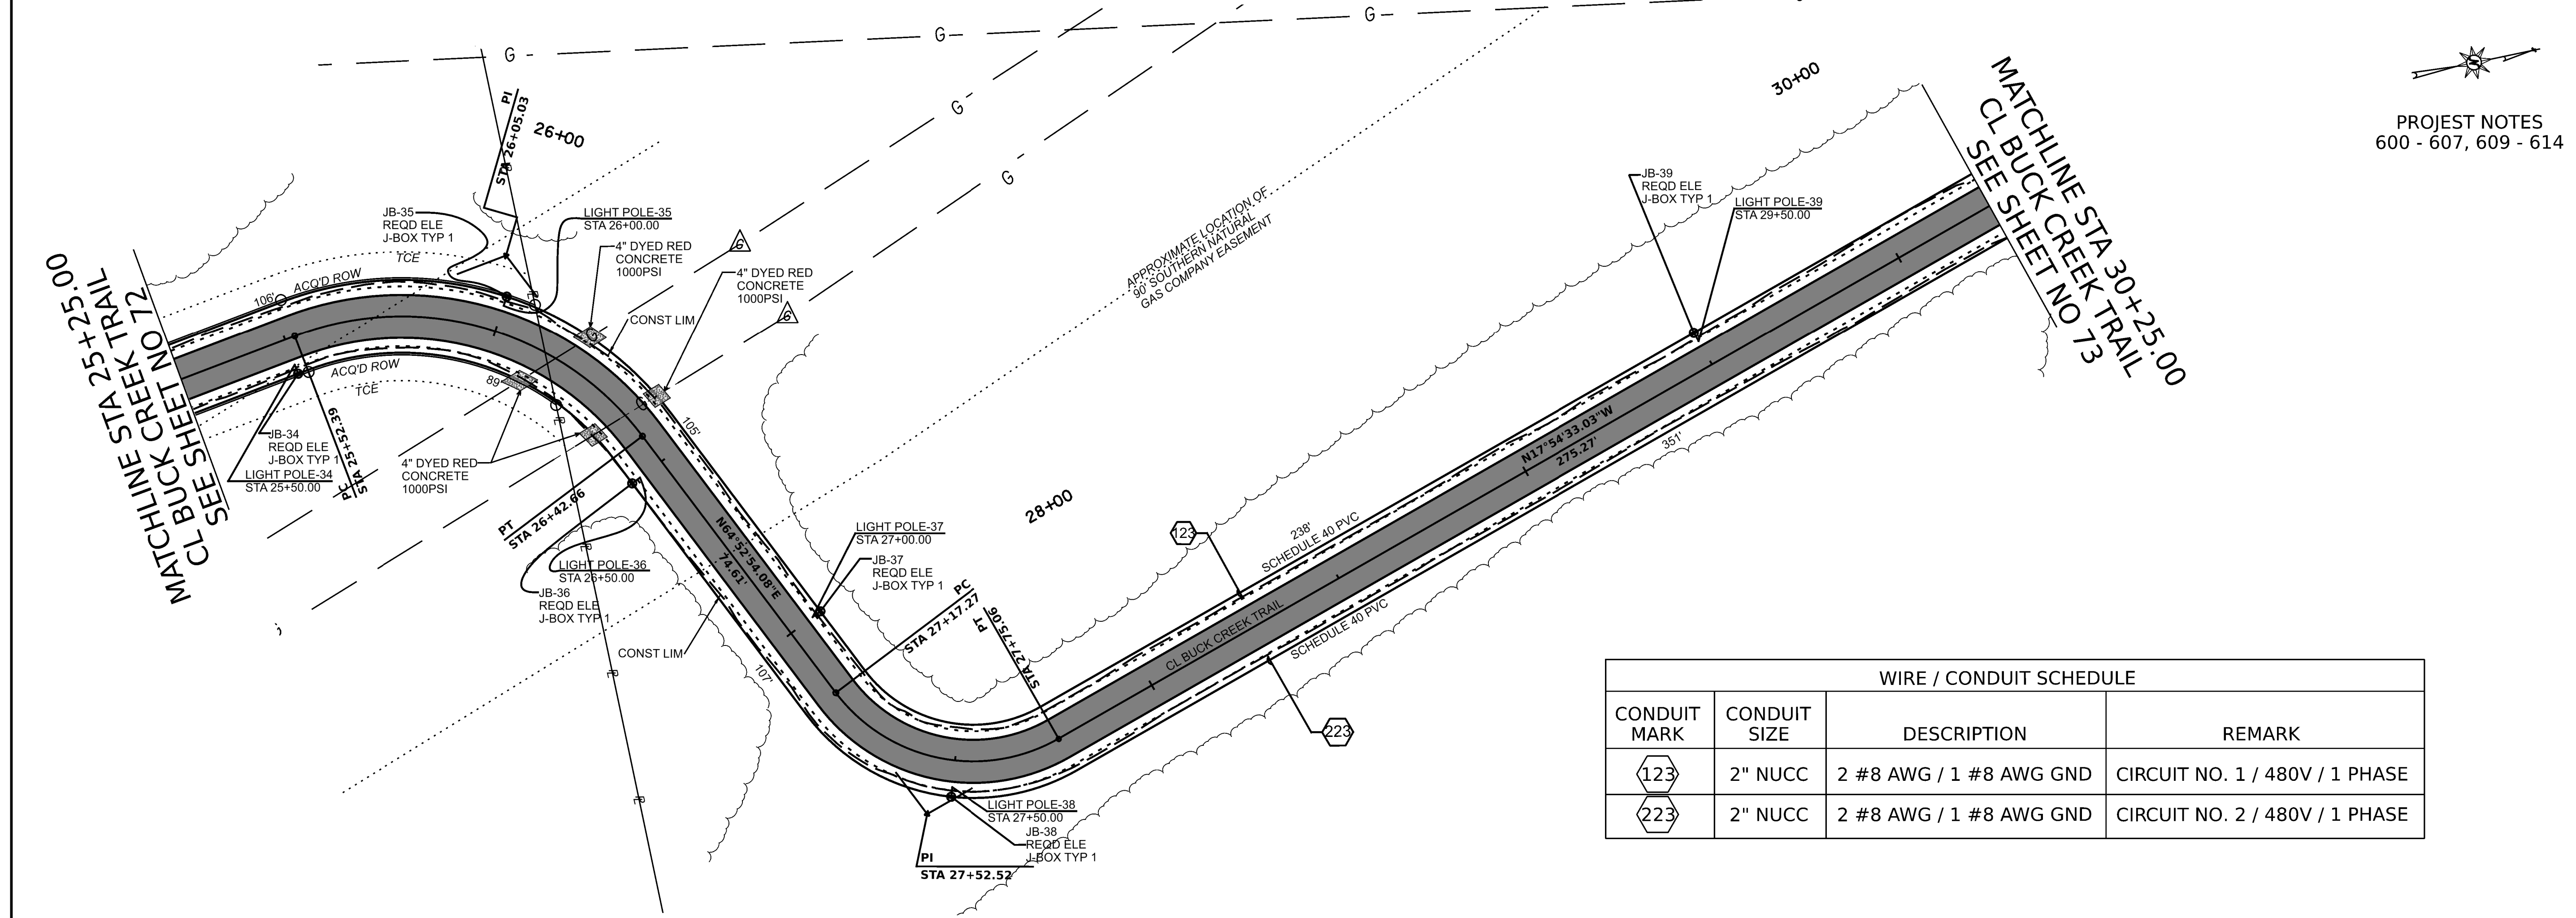 G
G
G
PROJEST NOTES
600 - 607, 609 - 614
MATCHLINE STA 25+25.00
CL BUCK CREEK TRAIL
SEE SHEET NO 72
PI
STA 26+05.03
26+00
G
G
30+00
MATCHLINE STA 30+25.00
CL BUCK CREEK TRAIL
SEE SHEET NO 73
JB-35
REQD ELE
J-BOX TYP 1
LIGHT POLE-35
STA 26+00.00
4" DYED RED
CONCRETE
1000PSI
G
4" DYED RED
CONCRETE
1000PSI
G
CONST LIM
TCE
ACQ'D ROW
106'
ACQ'D ROW
TCE
89
JB-34
REQD ELE
J-BOX TYP 1
LIGHT POLE-34
STA 25+50.00
PC
STA 25+52.39
4" DYED RED
CONCRETE
1000PSI
G
G
105'
PT
STA 26+42.66
LIGHT POLE-36
STA 26+50.00
JB-36
REQD ELE
J-BOX TYP 1
CONST LIM
N64°52'54.08"E
74.61'
107'
LIGHT POLE-37
STA 27+00.00
JB-37
REQD ELE
J-BOX TYP 1
PC
STA 27+17.27
PT
STA 27+75.06
LIGHT POLE-38
STA 27+50.00
JB-38
REQD ELE
J-BOX TYP 1
PI
STA 27+52.52
28+00
APPROXIMATE LOCATION OF
90' SOUTHERN NATURAL
GAS COMPANY EASEMENT
123
238'
SCHEDULE 40 PVC
CL BUCK CREEK TRAIL
SCHEDULE 40 PVC
223
N17°54'33.03"W
275.27'
351'
JB-39
REQD ELE
J-BOX TYP 1
LIGHT POLE-39
STA 29+50.00
WIRE / CONDUIT SCHEDULE
CONDUIT MARK CONDUIT SIZE DESCRIPTION REMARK
123 2" NUCC 2 #8 AWG / 1 #8 AWG GND CIRCUIT NO. 1 / 480V / 1 PHASE
223 2" NUCC 2 #8 AWG / 1 #8 AWG GND CIRCUIT NO. 2 / 480V / 1 PHASE